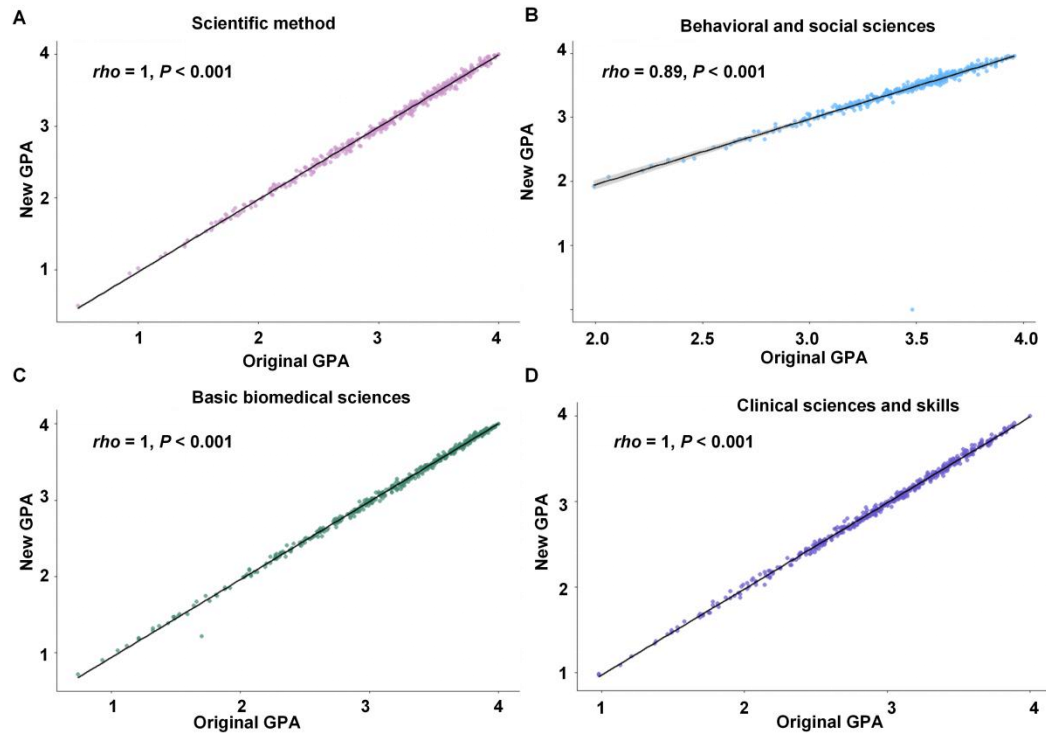 A
Scientific method
rho = 1, P < 0.001
New GPA
4
3
2
1
1 2 3 4
Original GPA
B
Behavioral and social sciences
rho = 0.89, P < 0.001
New GPA
4
3
2
1
2.0 2.5 3.0 3.5 4.0
Original GPA
C
Basic biomedical sciences
rho = 1, P < 0.001
New GPA
4
3
2
1
1 2 3 4
Original GPA
D
Clinical sciences and skills
rho = 1, P < 0.001
New GPA
4
3
2
1
1 2 3 4
Original GPA